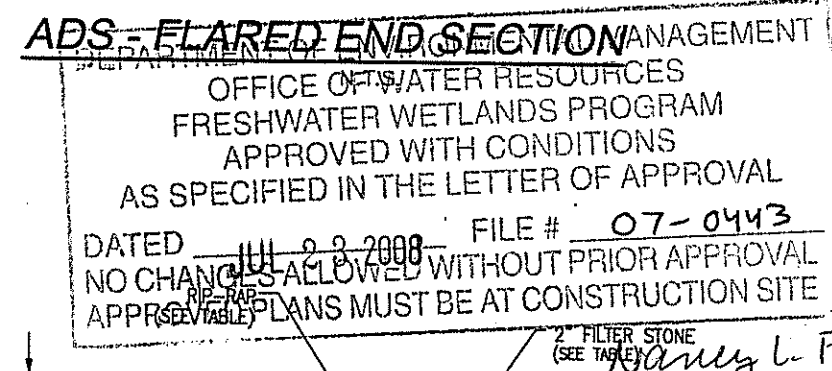 ADS - FLARED END SECTION
DEPARTMENT OF ENVIRONMENTAL MANAGEMENT
N.T.S.
OFFICE OF WATER RESOURCES
FRESHWATER WETLANDS PROGRAM
APPROVED WITH CONDITIONS
AS SPECIFIED IN THE LETTER OF APPROVAL
DATED JUL 23 2008 FILE # 07-0443
NO CHANGES ALLOWED WITHOUT PRIOR APPROVAL
RIP-RAP
(SEE TABLE)
APPROVED PLANS MUST BE AT CONSTRUCTION SITE
2" FILTER STONE
(SEE TABLE)
Nancy L.